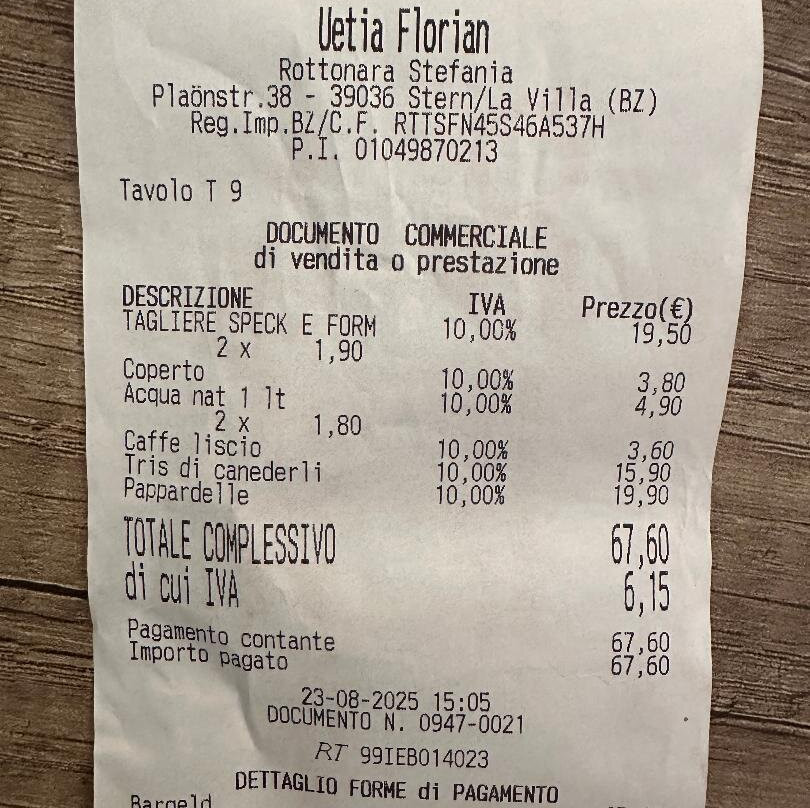 Uetia Florian
Rottonara Stefania
Plaönstr.38 - 39036 Stern/La Villa (BZ)
Reg.Imp.BZ/C.F. RTTSFN45S46A537H
P.I. 01049870213
Tavolo T 9
DOCUMENTO COMMERCIALE
di vendita o prestazione
DESCRIZIONE IVA Prezzo(€)
TAGLIERE SPECK E FORM 10,00% 19,50
2 x 1,90
Coperto 10,00% 3,80
Acqua nat 1 lt 10,00% 4,90
2 x 1,80
Caffe liscio 10,00% 3,60
Tris di canederli 10,00% 15,90
Pappardelle 10,00% 19,90
TOTALE COMPLESSIVO 67,60
di cui IVA 6,15
Pagamento contante 67,60
Importo pagato 67,60
23-08-2025 15:05
DOCUMENTO N. 0947-0021
RT 99IEB014023
DETTAGLIO FORME di PAGAMENTO
Bargeld